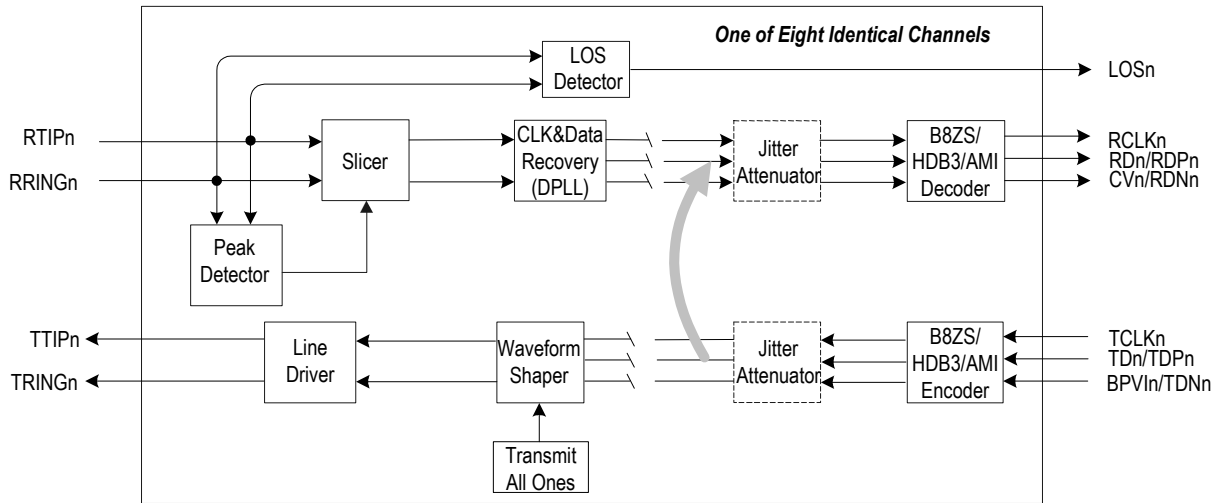 One of Eight Identical Channels
LOS
Detector
LOSn
RTIPn
RRINGn
Slicer
CLK&Data
Recovery
(DPLL)
Jitter
Attenuator
B8ZS/
HDB3/AMI
Decoder
RCLKn
RDn/RDPn
CVn/RDNn
Peak
Detector
TTIPn
TRINGn
Line
Driver
Waveform
Shaper
Jitter
Attenuator
B8ZS/
HDB3/AMI
Encoder
TCLKn
TDn/TDPn
BPVIn/TDNn
Transmit
All Ones